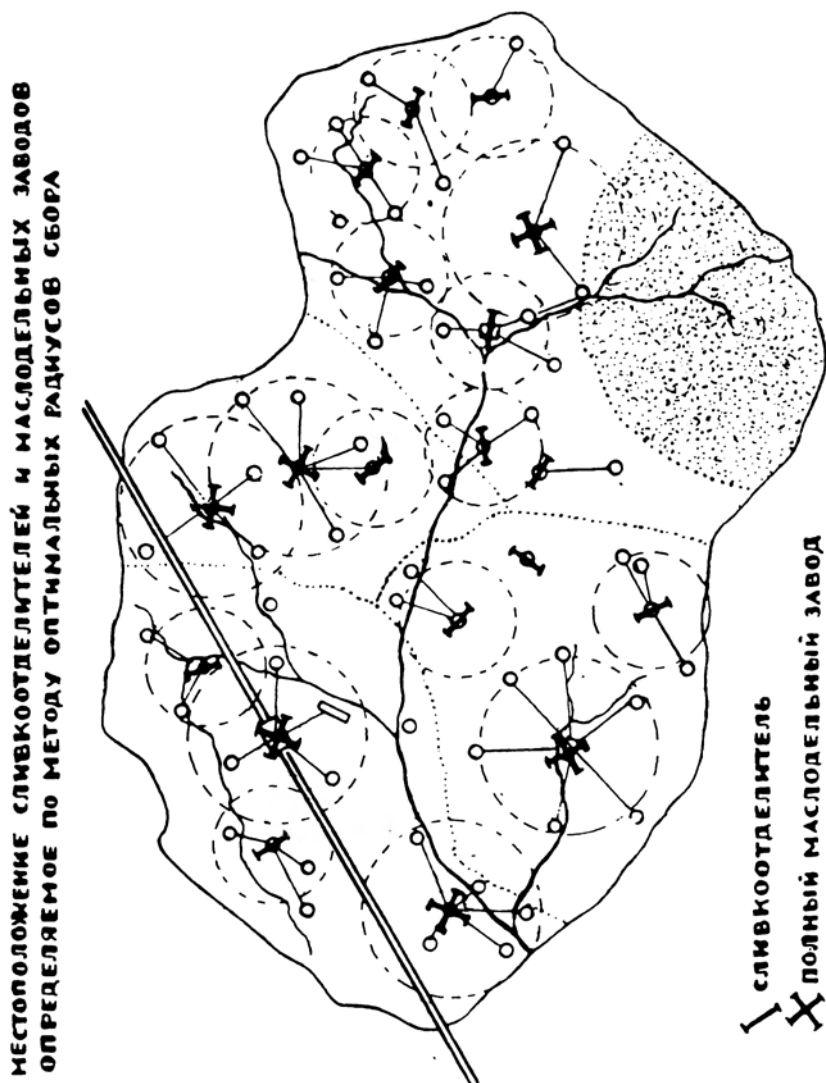 МЕСТОПОЛОЖЕНИЕ СЛИВКООТДЕЛИТЕЛЕЙ И МАСЛОДЕЛЬНЫХ ЗАВОДОВ
ОПРЕДЕЛЯЕМОЕ ПО МЕТОДУ ОПТИМАЛЬНЫХ РАДИУСОВ СБОРА
СЛИВКООТДЕЛИТЕЛЬ
ПОЛНЫЙ МАСЛОДЕЛЬНЫЙ ЗАВОД